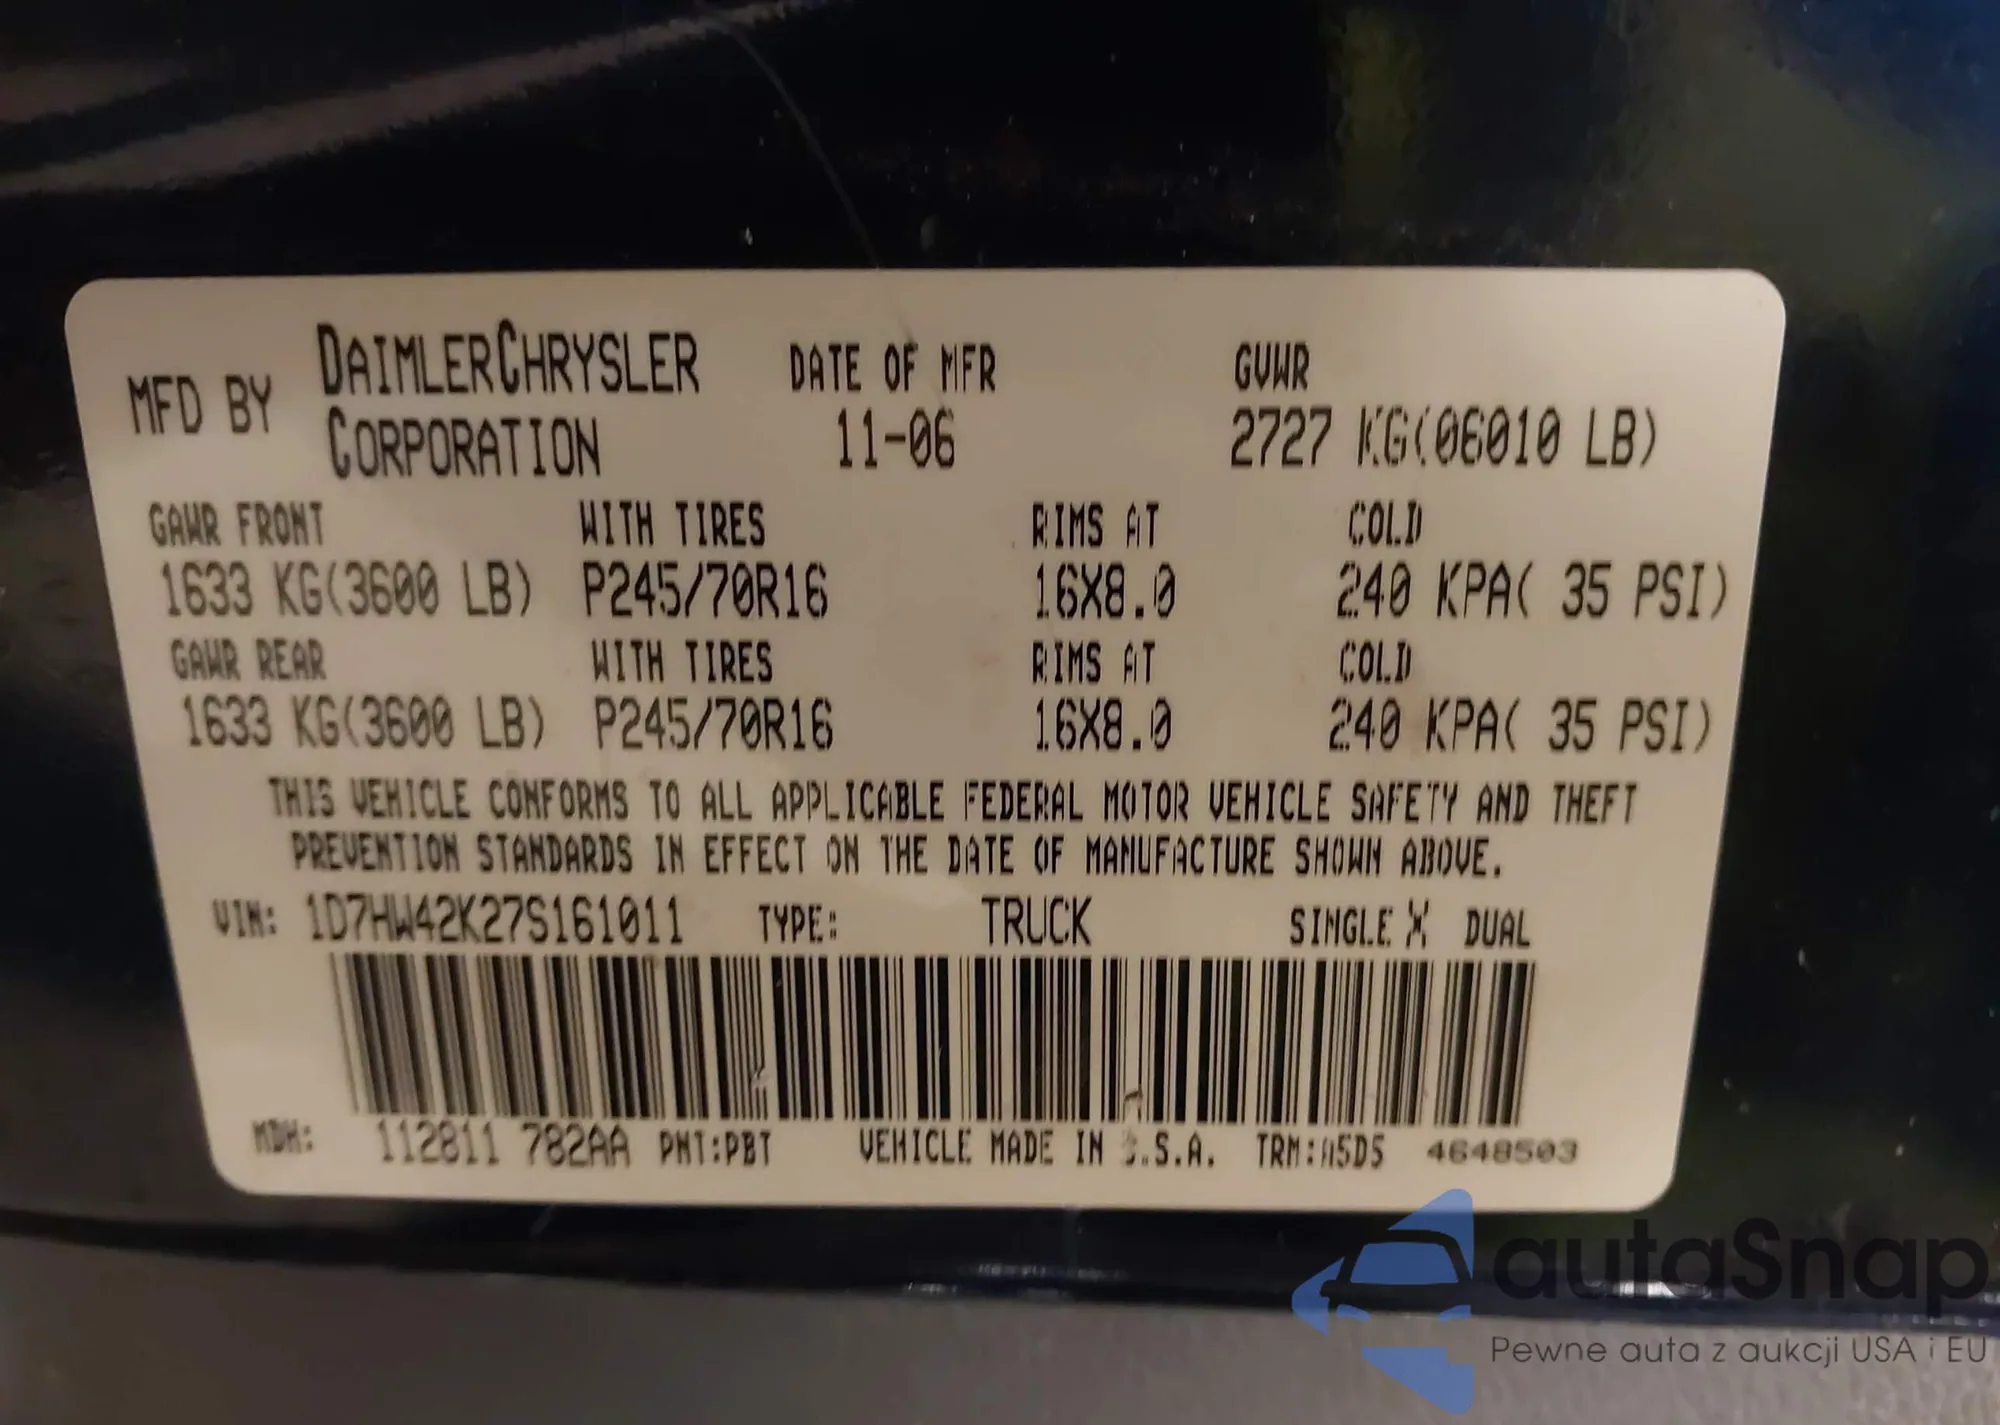 MFD BY DAIMLERCHRYSLER CORPORATION DATE OF MFR 11-06 GVWR 2727 KG(06010 LB)
GAWR FRONT WITH TIRES RIMS AT COLD
1633 KG(3600 LB) P245/70R16 16X8.0 240 KPA( 35 PSI)
GAWR REAR WITH TIRES RIMS AT COLD
1633 KG(3600 LB) P245/70R16 16X8.0 240 KPA( 35 PSI)
THIS VEHICLE CONFORMS TO ALL APPLICABLE FEDERAL MOTOR VEHICLE SAFETY AND THEFT
PREVENTION STANDARDS IN EFFECT ON THE DATE OF MANUFACTURE SHOWN ABOVE.
VIN: 1D7HW42K27S161011 TYPE: TRUCK SINGLE X DUAL
MDH: 112811 782AA PNT:PBT VEHICLE MADE IN U.S.A. TRM:A5D5 4648503
autaSnap
Pewne auta z aukcji USA i EU